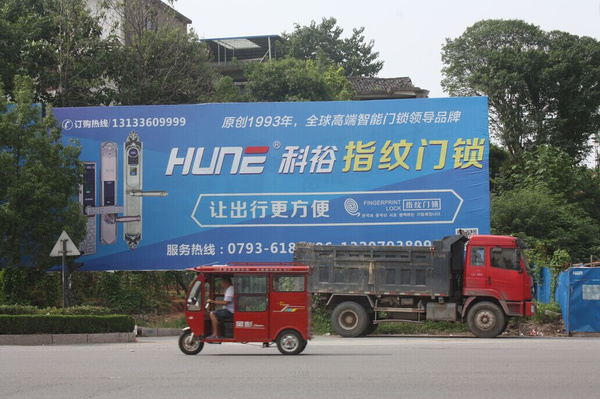 订购热线 13133609999
原创1993年，全球高端智能门锁领导品牌
HUNE® 科裕 指纹门锁
让出行更方便
FINGERPRINT
LOCK 指纹门锁
服务热线：0793-618
金彭